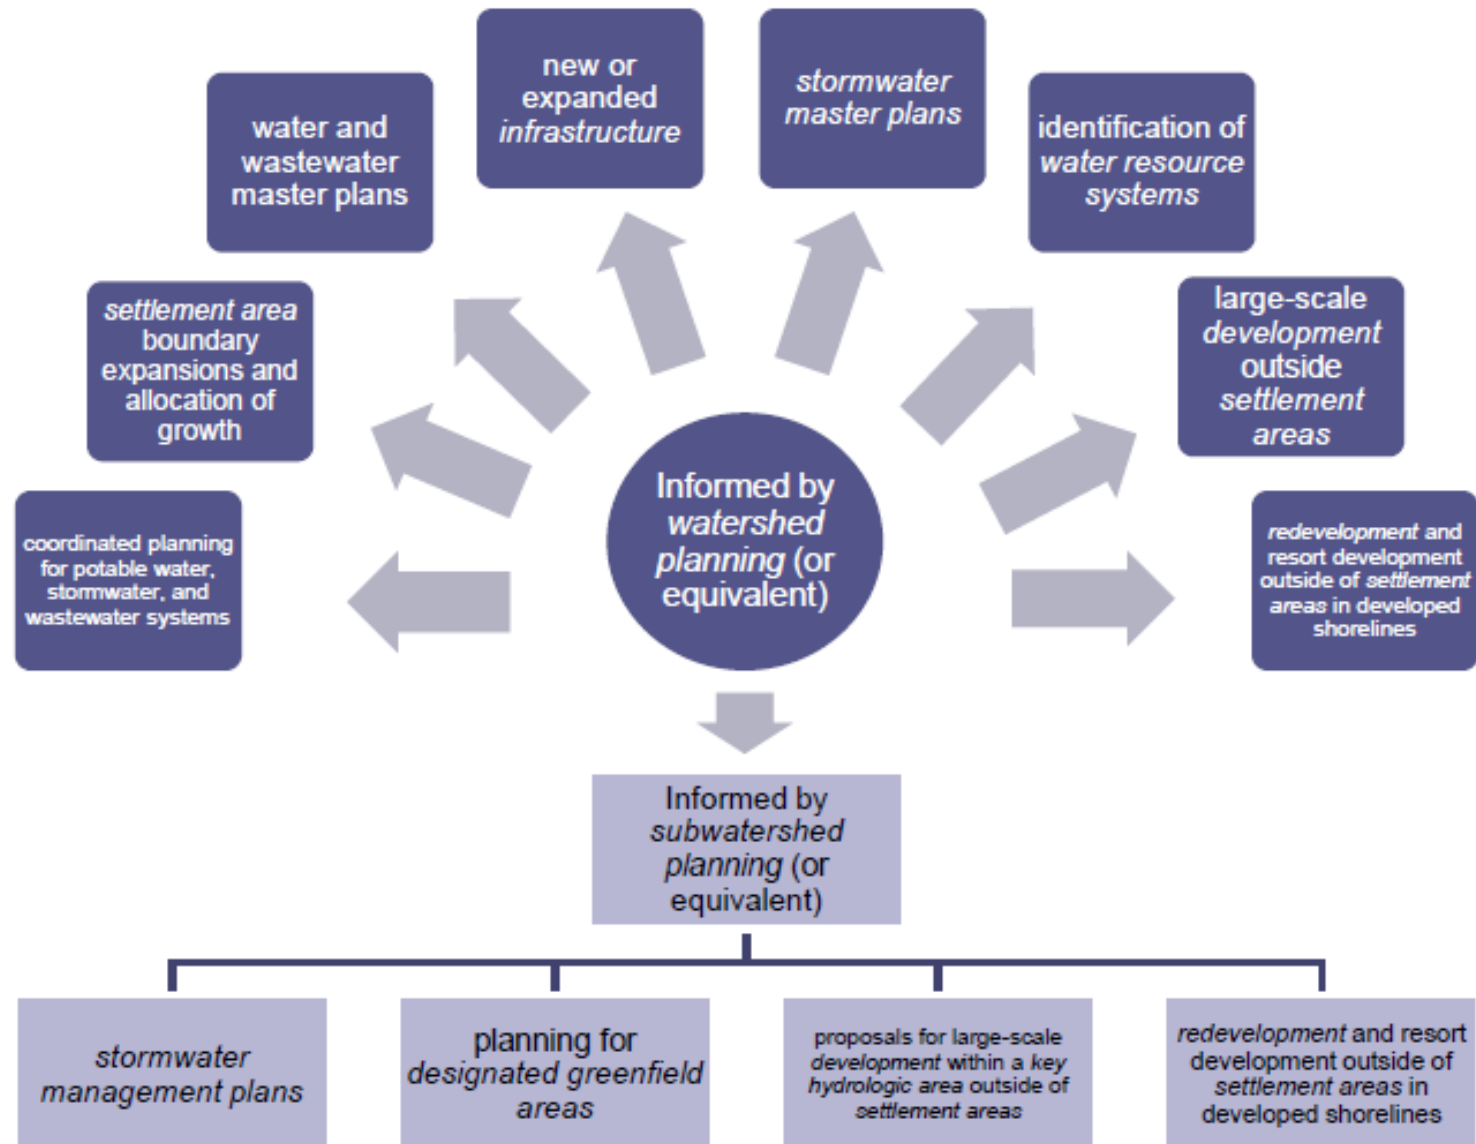 new or
expanded
infrastructure
stormwater
master plans
water and
wastewater
master plans
identification of
water resource
systems
settlement area
boundary
expansions and
allocation of
growth
large-scale
development
outside
settlement
areas
coordinated planning
for potable water,
stormwater, and
wastewater systems
Informed by
watershed
planning (or
equivalent)
redevelopment and
resort development
outside of settlement
areas in developed
shorelines
Informed by
subwatershed
planning (or
equivalent)
stormwater
management plans
planning for
designated greenfield
areas
proposals for large-scale
development within a key
hydrologic area outside of
settlement areas
redevelopment and resort
development outside of
settlement areas in
developed shorelines